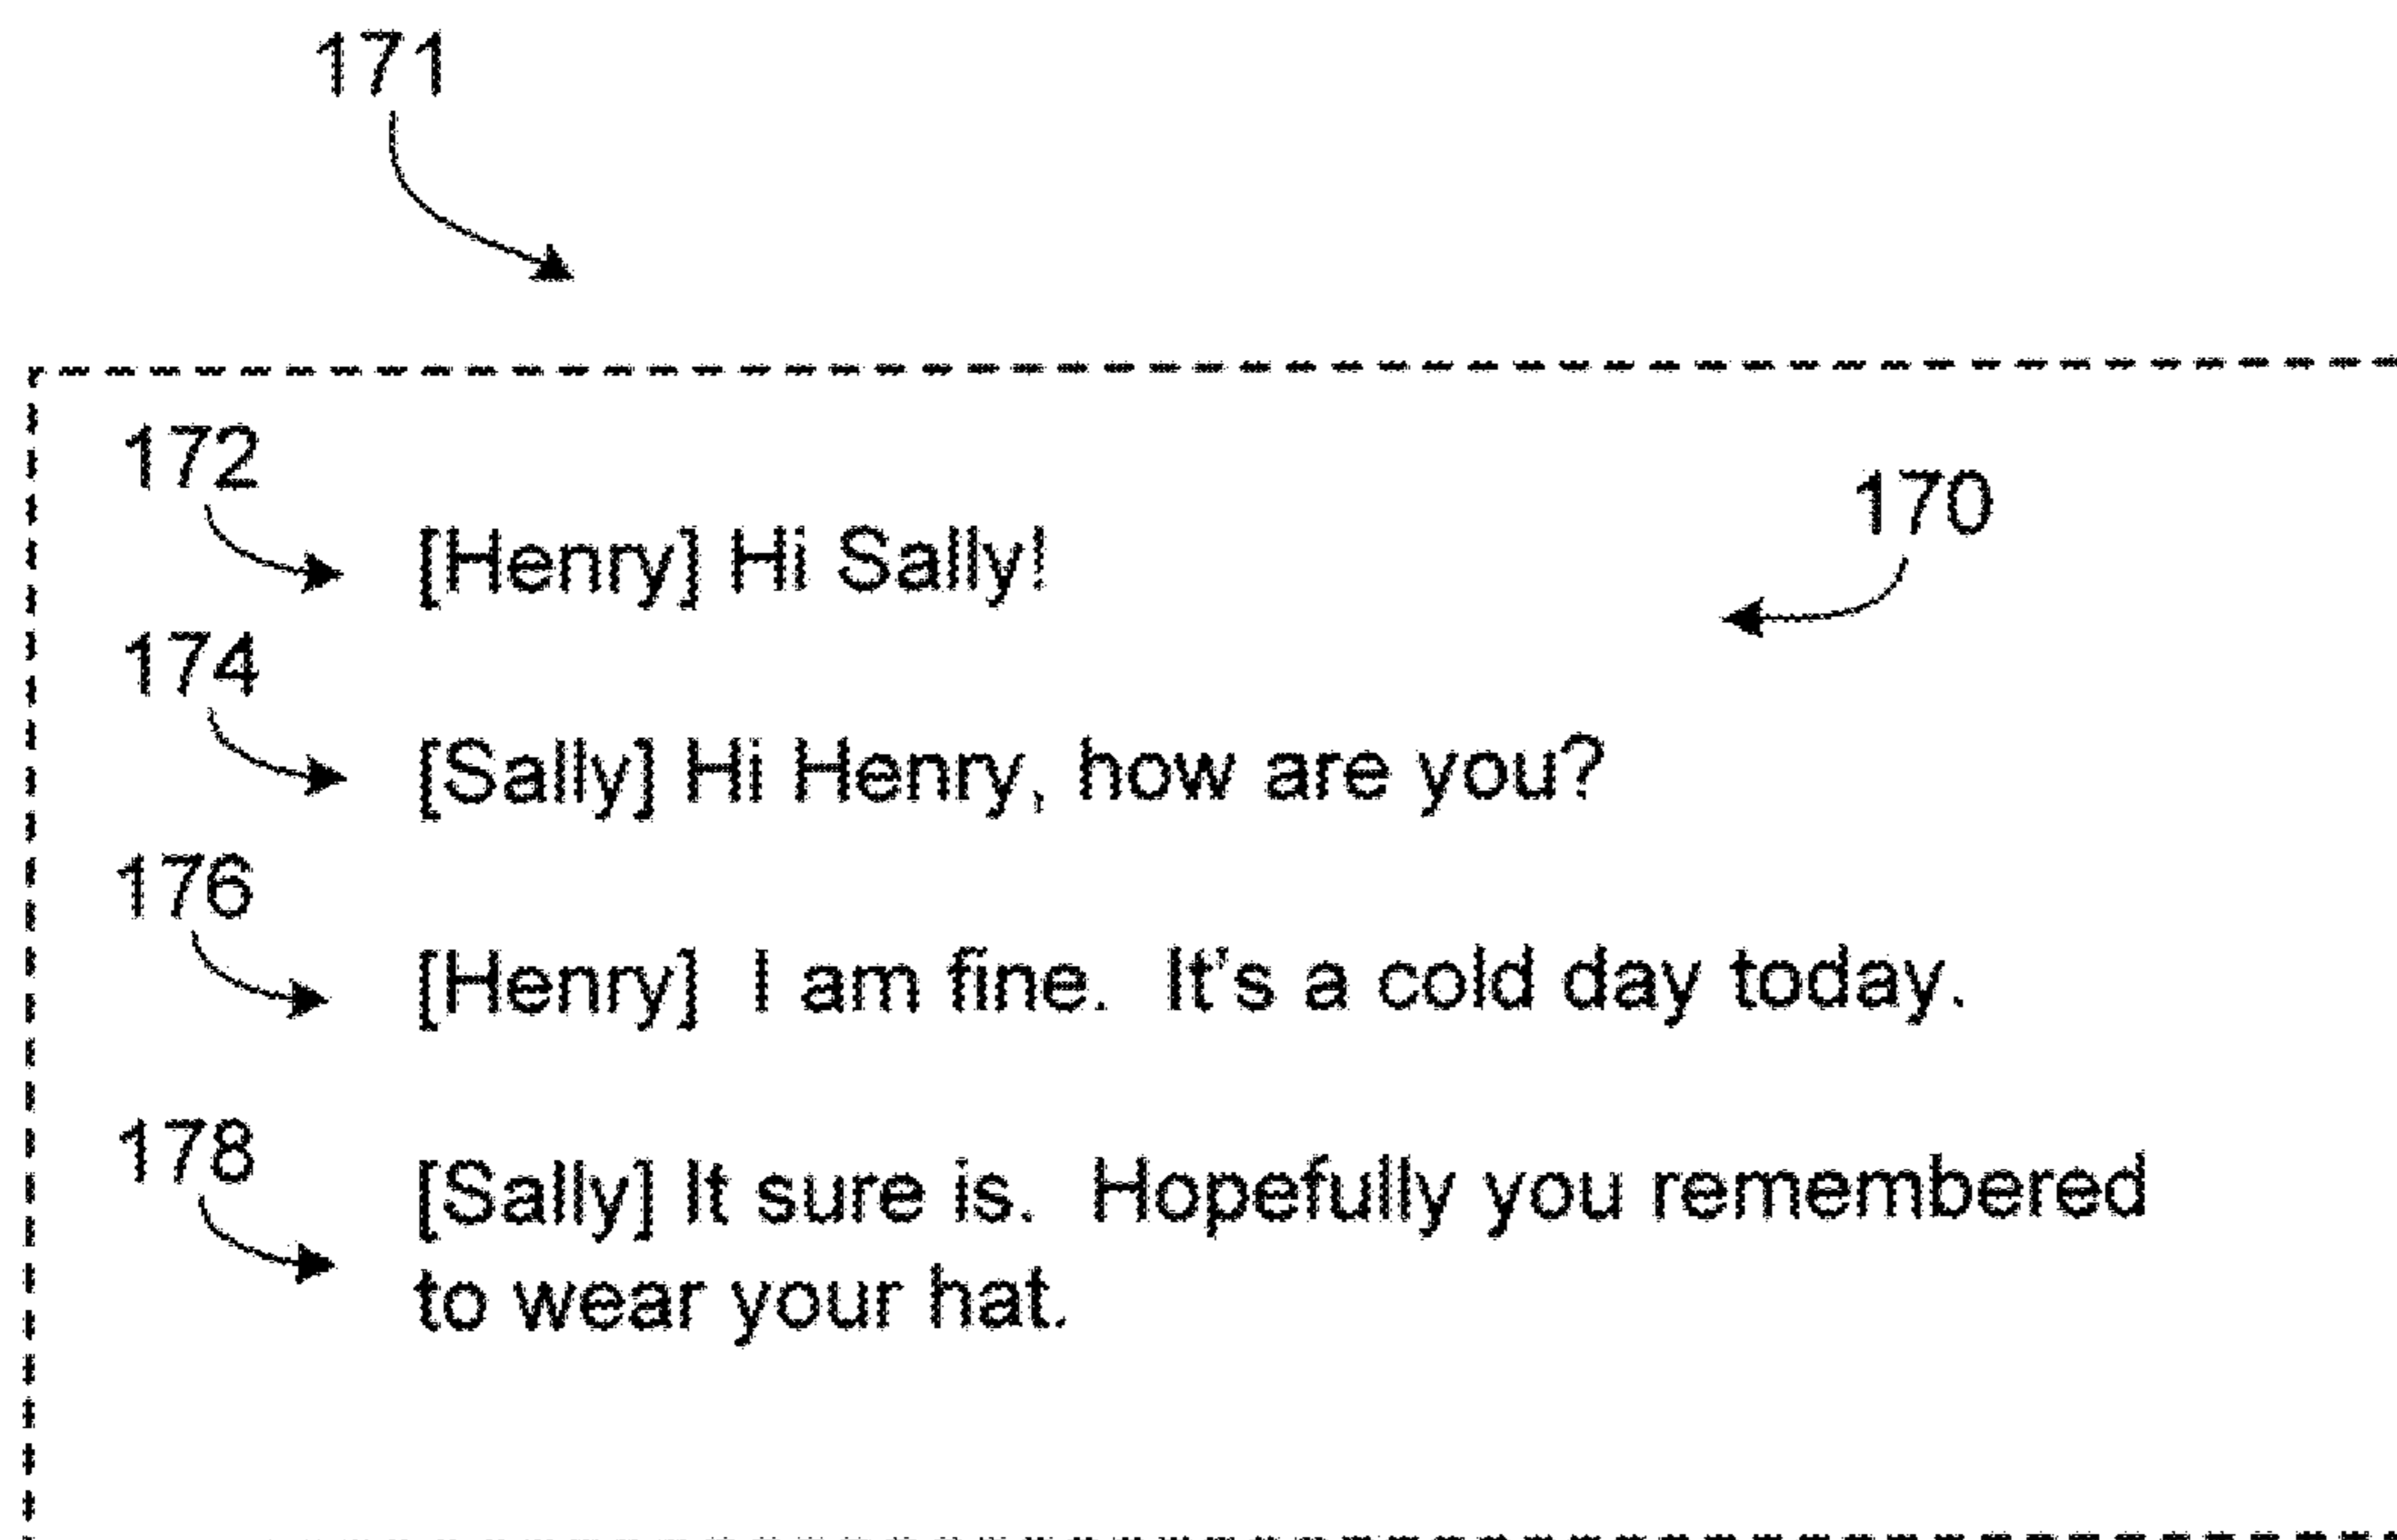 171
172
[Henry] Hi Sally!
170
174
[Sally] Hi Henry, how are you?
176
[Henry]  I am fine.  It's a cold day today.
178
[Sally] It sure is.  Hopefully you remembered
to wear your hat.